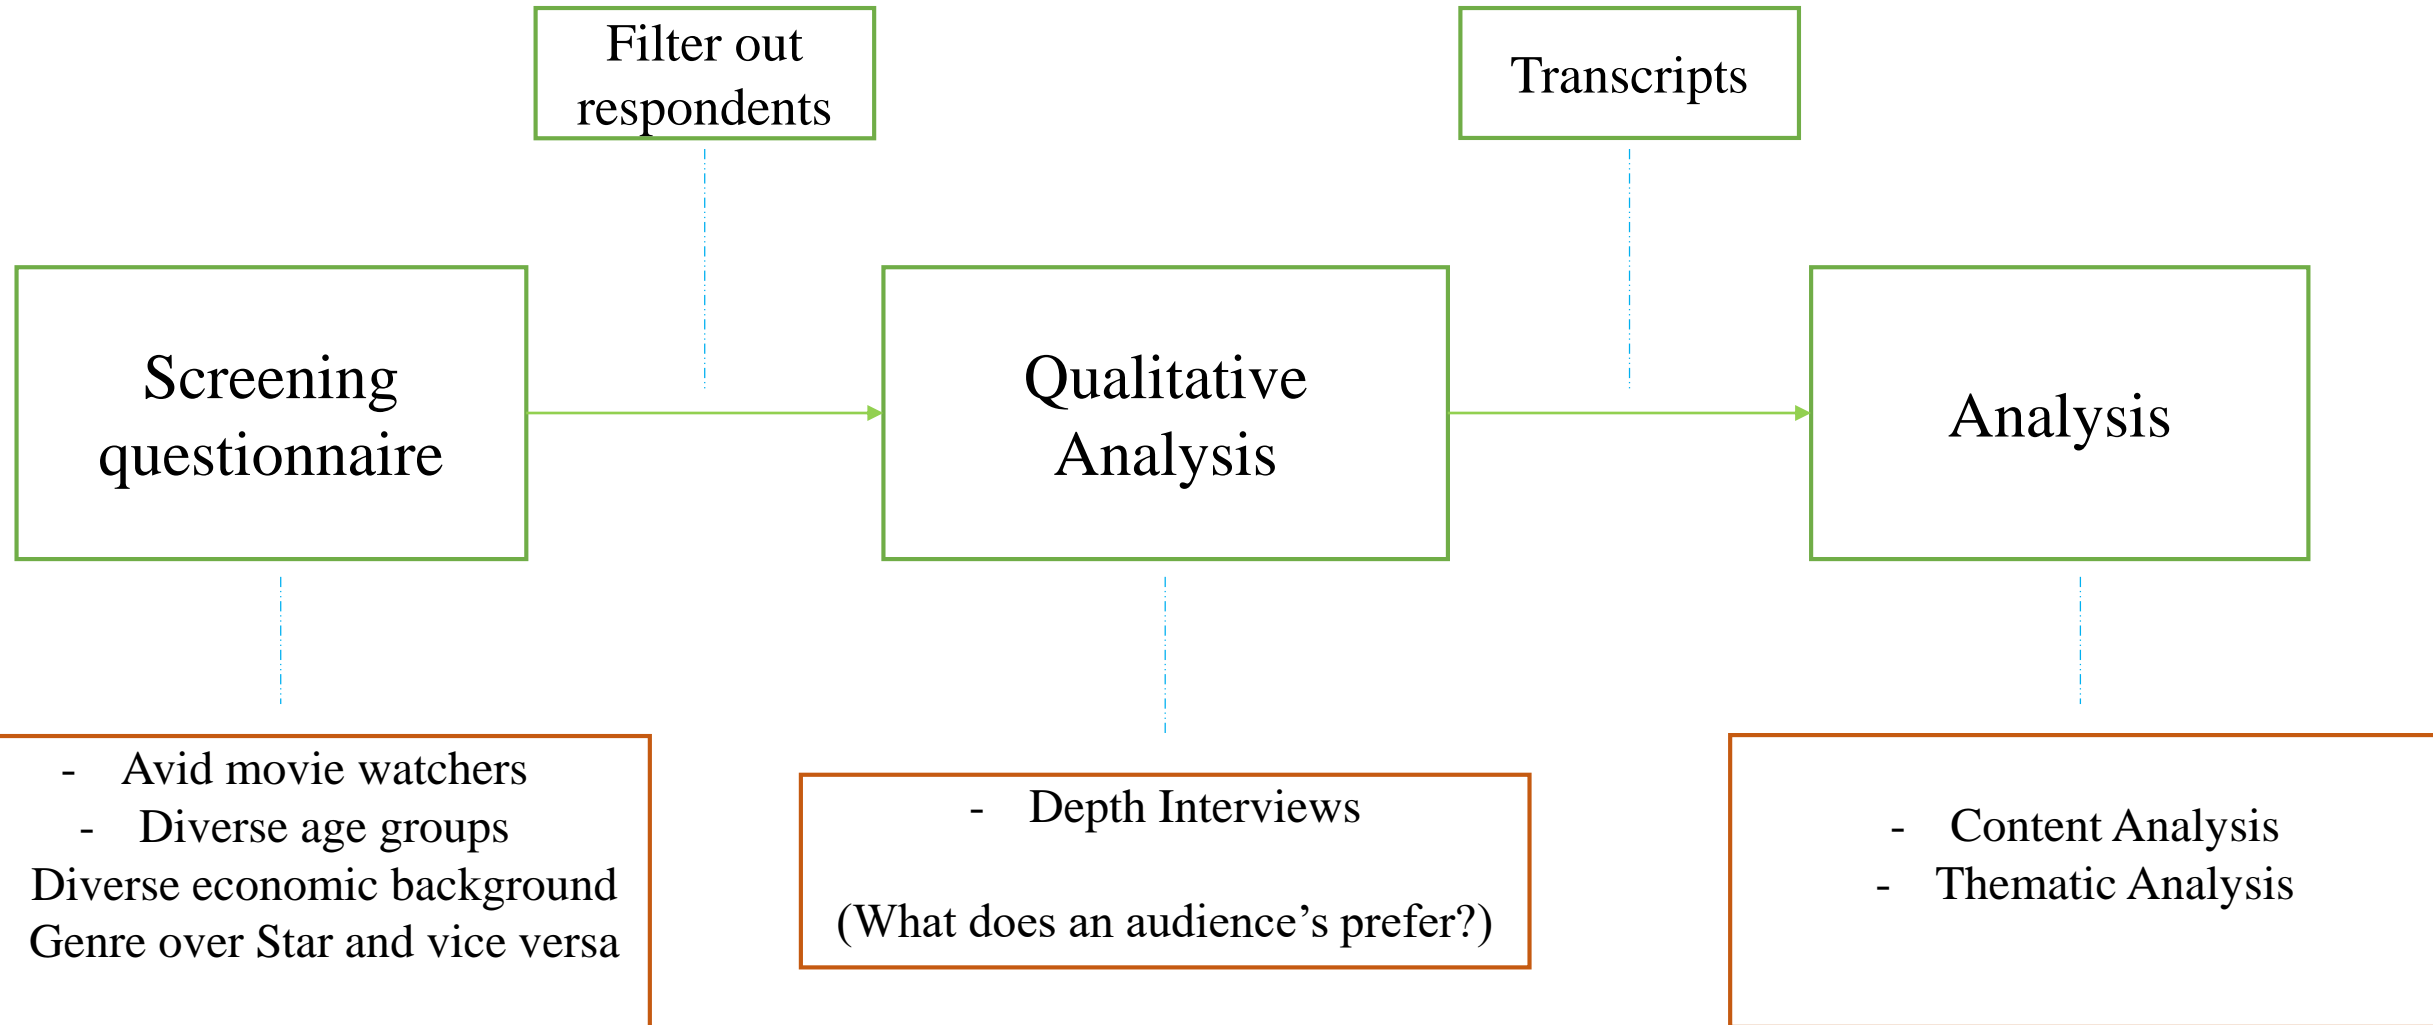 Filter out
respondents
Transcripts
Screening
questionnaire
Qualitative
Analysis
Analysis
- Avid movie watchers
- Diverse age groups
Diverse economic background
Genre over Star and vice versa
- Depth Interviews
(What does an audience’s prefer?)
- Content Analysis
- Thematic Analysis